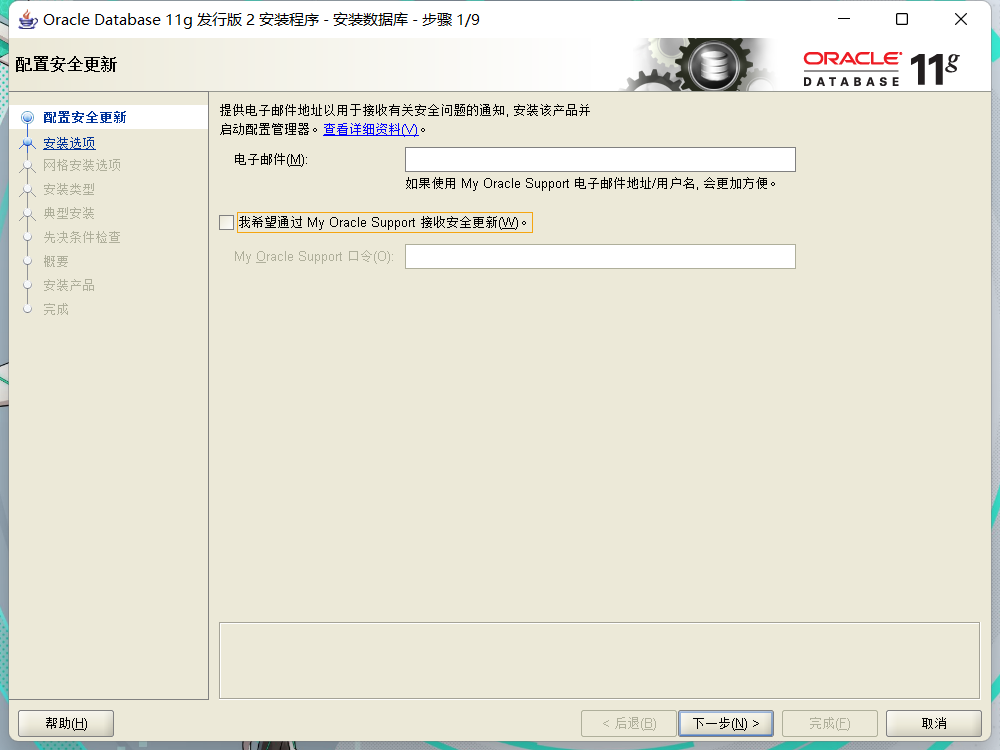 Oracle Database 11g 发行版 2 安装程序 - 安装数据库 - 步骤 1/9
配置安全更新
ORACLE 11g
DATABASE
配置安全更新
安装选项
网格安装选项
安装类型
典型安装
先决条件检查
概要
安装产品
完成
提供电子邮件地址以用于接收有关安全问题的通知, 安装该产品并
启动配置管理器。查看详细资料(V)。
电子邮件(M):
如果使用 My Oracle Support 电子邮件地址/用户名, 会更加方便。
我希望通过 My Oracle Support 接收安全更新(W)。
My Oracle Support 口令(O):
帮助(H)
< 后退(B)
下一步(N) >
完成(F)
取消